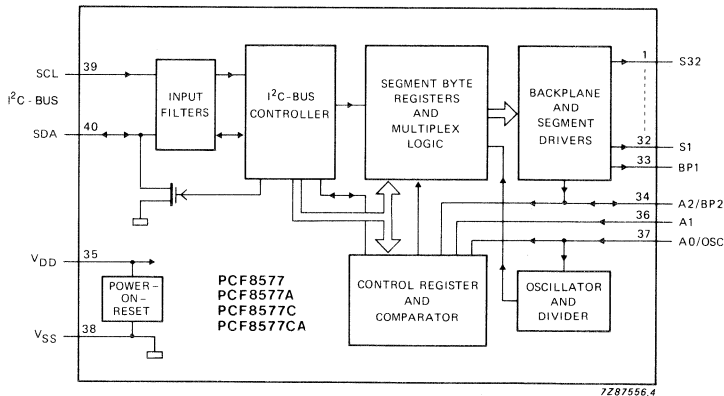 SCL
39
I²C-BUS
SDA
40
INPUT
FILTERS
I²C-BUS
CONTROLLER
SEGMENT BYTE
REGISTERS
AND
MULTIPLEX
LOGIC
BACKPLANE
AND
SEGMENT
DRIVERS
1
S32
32
S1
33
BP1
34
A2/BP2
36
A1
37
A0/OSC
VDD
35
POWER-
ON-
RESET
VSS
38
PCF8577
PCF8577A
PCF8577C
PCF8577CA
CONTROL REGISTER
AND
COMPARATOR
OSCILLATOR
AND
DIVIDER
7Z87556.4